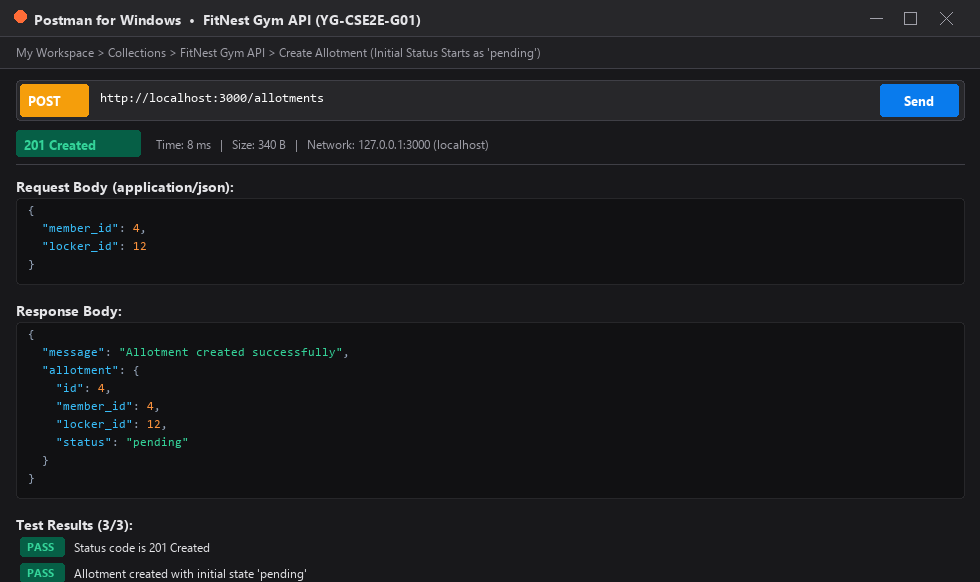 Postman for Windows • FitNest Gym API (YG-CSE2E-G01)
My Workspace > Collections > FitNest Gym API > Create Allotment (Initial Status Starts as 'pending')
POST http://localhost:3000/allotments Send
201 Created Time: 8 ms | Size: 340 B | Network: 127.0.0.1:3000 (localhost)
Request Body (application/json):
{
  "member_id": 4,
  "locker_id": 12
}
Response Body:
{
  "message": "Allotment created successfully",
  "allotment": {
    "id": 4,
    "member_id": 4,
    "locker_id": 12,
    "status": "pending"
  }
}
Test Results (3/3):
PASS Status code is 201 Created
PASS Allotment created with initial state 'pending'